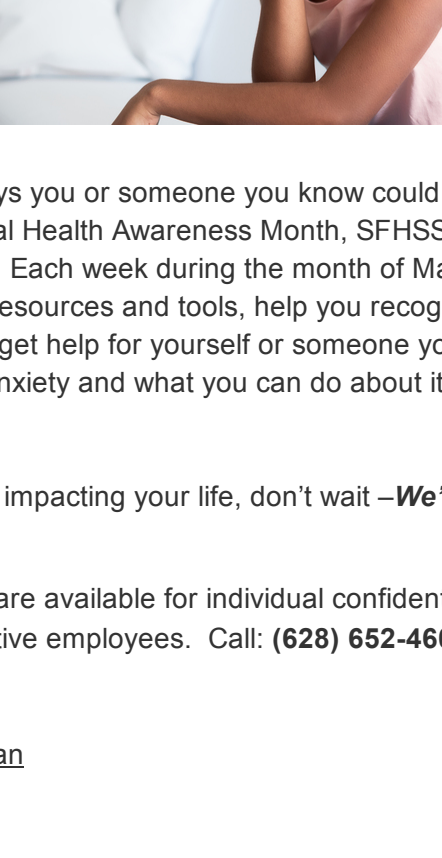 ys you or someone you know could
al Health Awareness Month, SFHSS
Each week during the month of Ma
esources and tools, help you recog
get help for yourself or someone yo
nxiety and what you can do about it
impacting your life, don’t wait –We’
are available for individual confident
tive employees.  Call: (628) 652-460
an